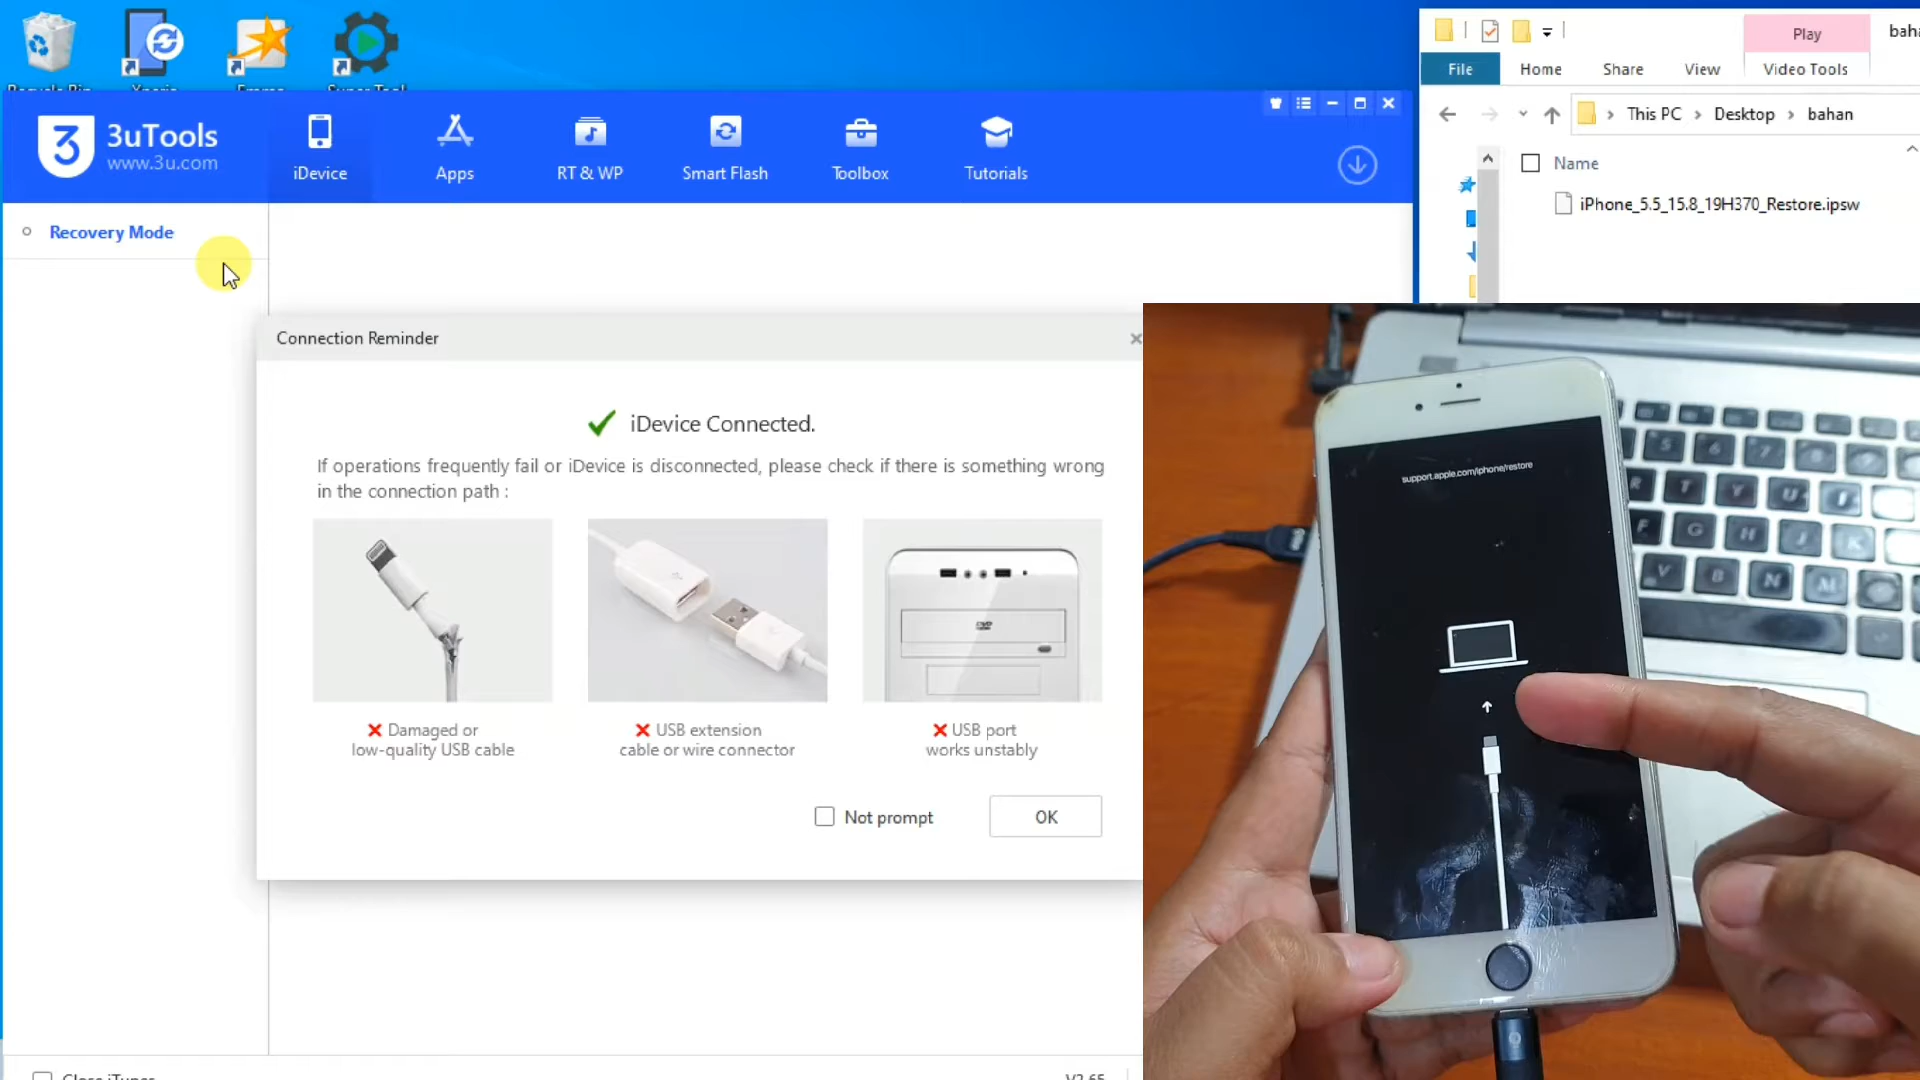 Play
File
Home
Share
View
Video Tools
This PC > Desktop > bahan
Name
iPhone_5.5_15.8_19H370_Restore.ipsw
3
3uTools
www.3u.com
iDevice
Apps
RT & WP
Smart Flash
Toolbox
Tutorials
Recovery Mode
Connection Reminder
iDevice Connected.
If operations frequently fail or iDevice is disconnected, please check if there is something wrong
in the connection path :
DVD
Damaged or
low-quality USB cable
USB extension
cable or wire connector
USB port
works unstably
Not prompt
OK
support.apple.com/iphone/restore